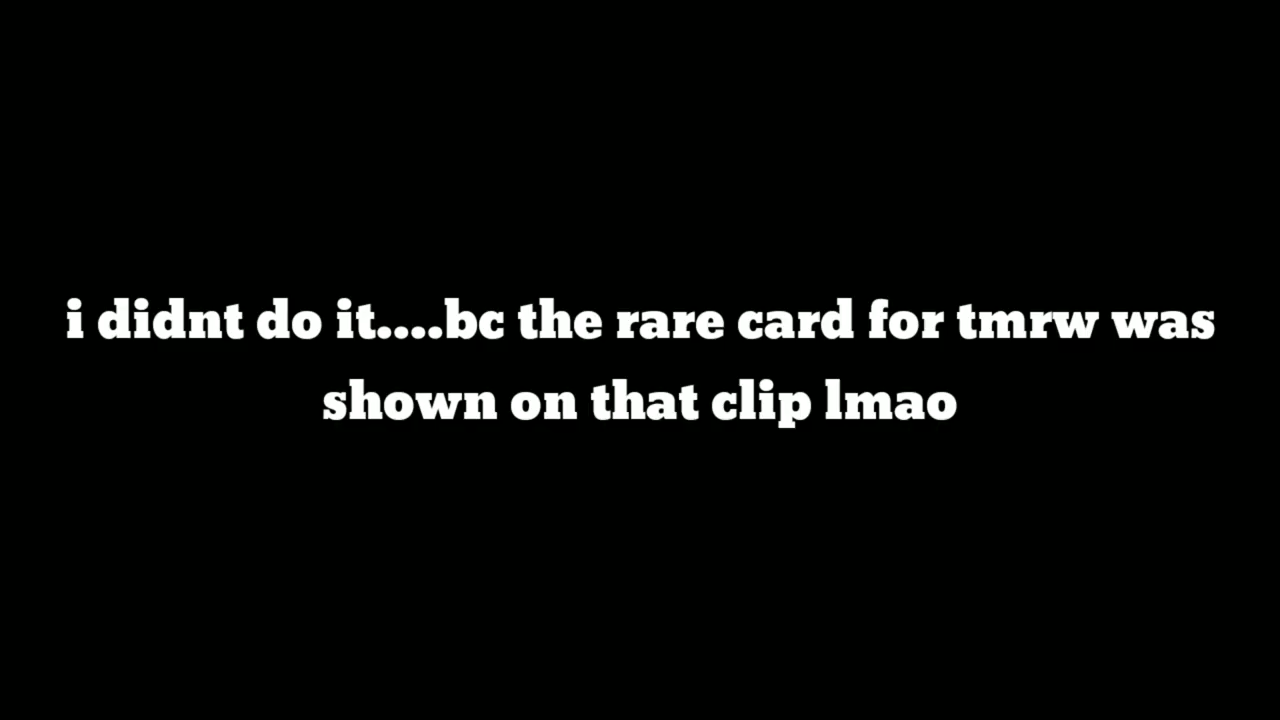 i didnt do it....bc the rare card for tmrw was
shown on that clip lmao